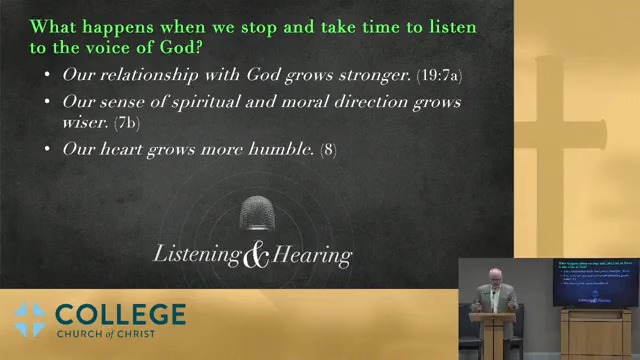 What happens when we stop and take time to listen
to the voice of God?
• Our relationship with God grows stronger. (19:7a)
• Our sense of spiritual and moral direction grows
wiser. (7b)
• Our heart grows more humble. (8)
Listening & Hearing
COLLEGE
CHURCH of CHRIST